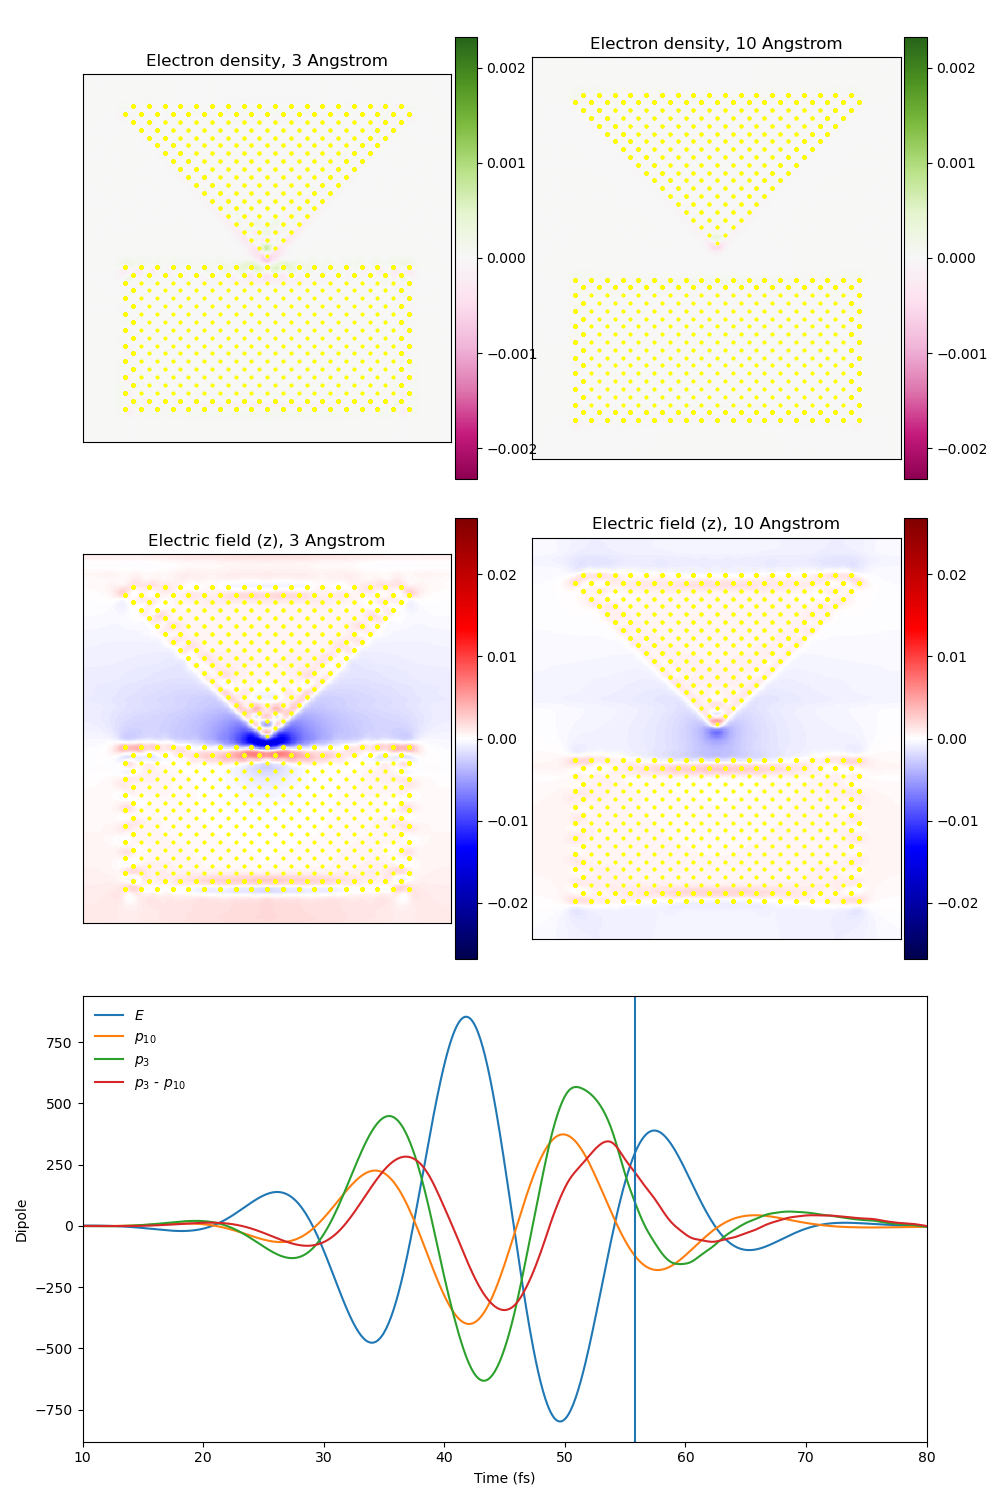 Electron density, 3 Angstrom
0.002
0.001
0.000
−0.001
−0.002
Electron density, 10 Angstrom
0.002
0.001
0.000
−0.001
−0.002
Electric field (z), 3 Angstrom
0.02
0.01
0.00
−0.01
−0.02
Electric field (z), 10 Angstrom
0.02
0.01
0.00
−0.01
−0.02
E
p10
p3
p3 - p10
Dipole
750
500
250
0
−250
−500
−750
10 20 30 40 50 60 70 80
Time (fs)